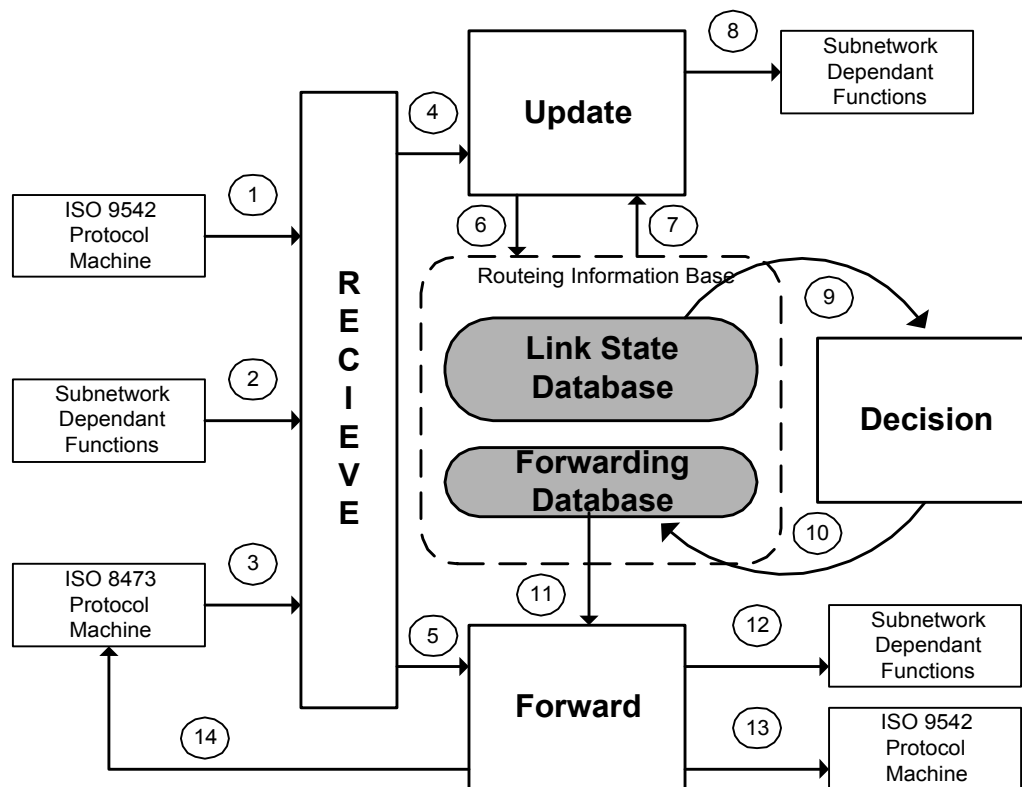 8
Subnetwork
Dependant
Functions
4
Update
1
ISO 9542
Protocol
Machine
6
7
Routeing Information Base
9
R
E
C
I
E
V
E
Link State
Database
2
Subnetwork
Dependant
Functions
Decision
Forwarding
Database
10
3
ISO 8473
Protocol
Machine
11
5
12
Subnetwork
Dependant
Functions
Forward
14
13
ISO 9542
Protocol
Machine